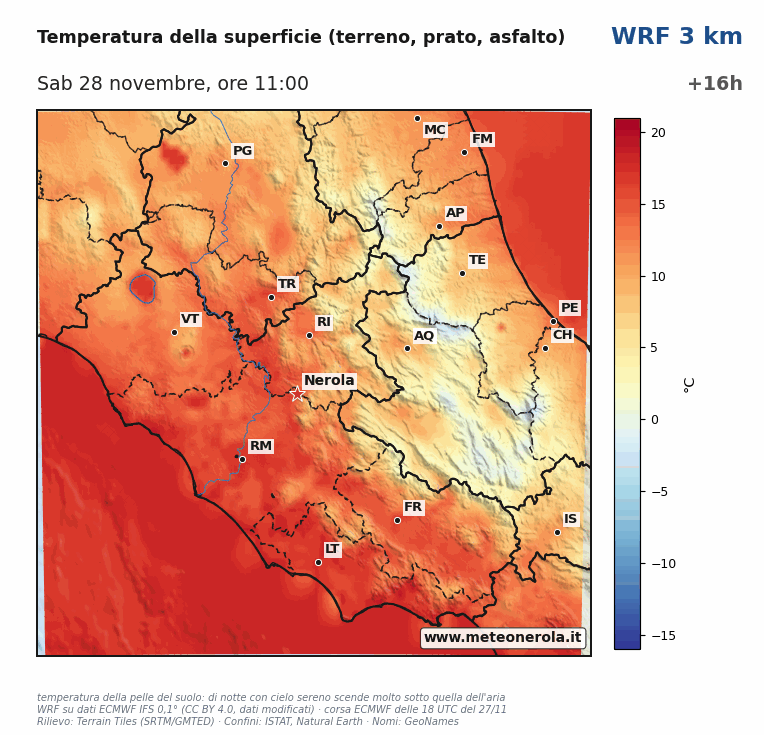 Temperatura della superficie (terreno, prato, asfalto)
WRF 3 km
Sab 28 novembre, ore 11:00
+16h
MC
FM
PG
AP
TE
TR
PE
VT
RI
CH
AQ
Nerola
RM
FR
IS
LT
www.meteonerola.it
20
15
10
5
0
−5
−10
−15
°C
temperatura della pelle del suolo: di notte con cielo sereno scende molto sotto quella dell'aria
WRF su dati ECMWF IFS 0,1° (CC BY 4.0, dati modificati) · corsa ECMWF delle 18 UTC del 27/11
Rilievo: Terrain Tiles (SRTM/GMTED) · Confini: ISTAT, Natural Earth · Nomi: GeoNames